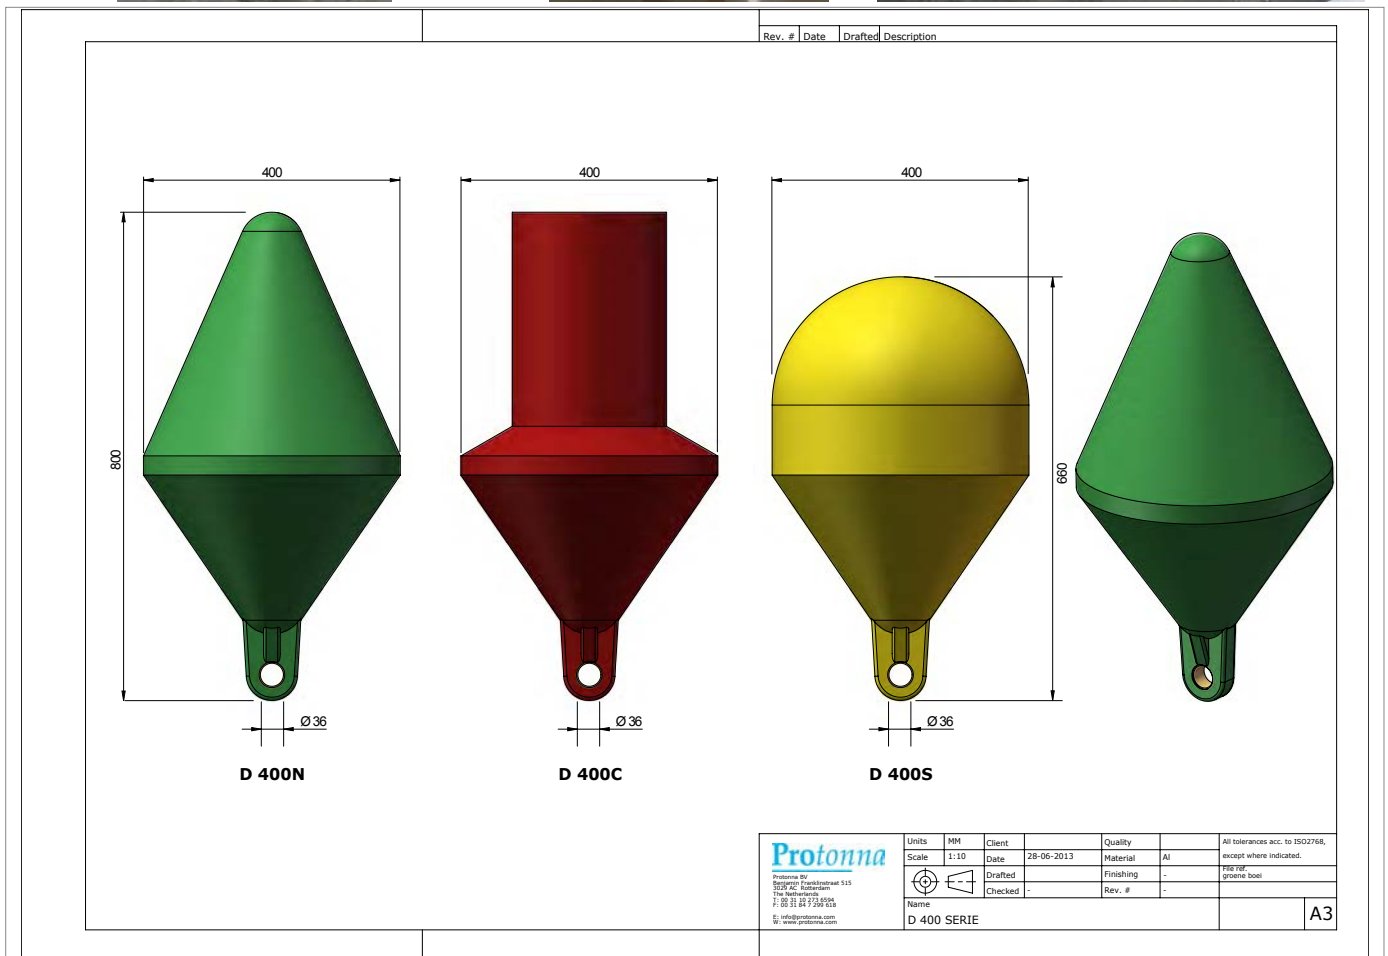 Rev. # Date Drafted Description
400 400 400
800
660
Ø36 Ø36 Ø36
D 400N D 400C D 400S
Protonna
Protonna BV
Benjamin Franklinstraat 515
3029 AC Rotterdam
The Netherlands
T: 00 31 10 273 6594
F: 00 31 84 7 299 618
E: info@protonna.com
W: www.protonna.com
Units MM Client Quality
Scale 1:10 Date 28-06-2013 Material Al
Drafted Finishing -
Checked - Rev. # -
All tolerances acc. to ISO2768,
except where indicated.
File ref.
groene boei
Name
D 400 SERIE
A3